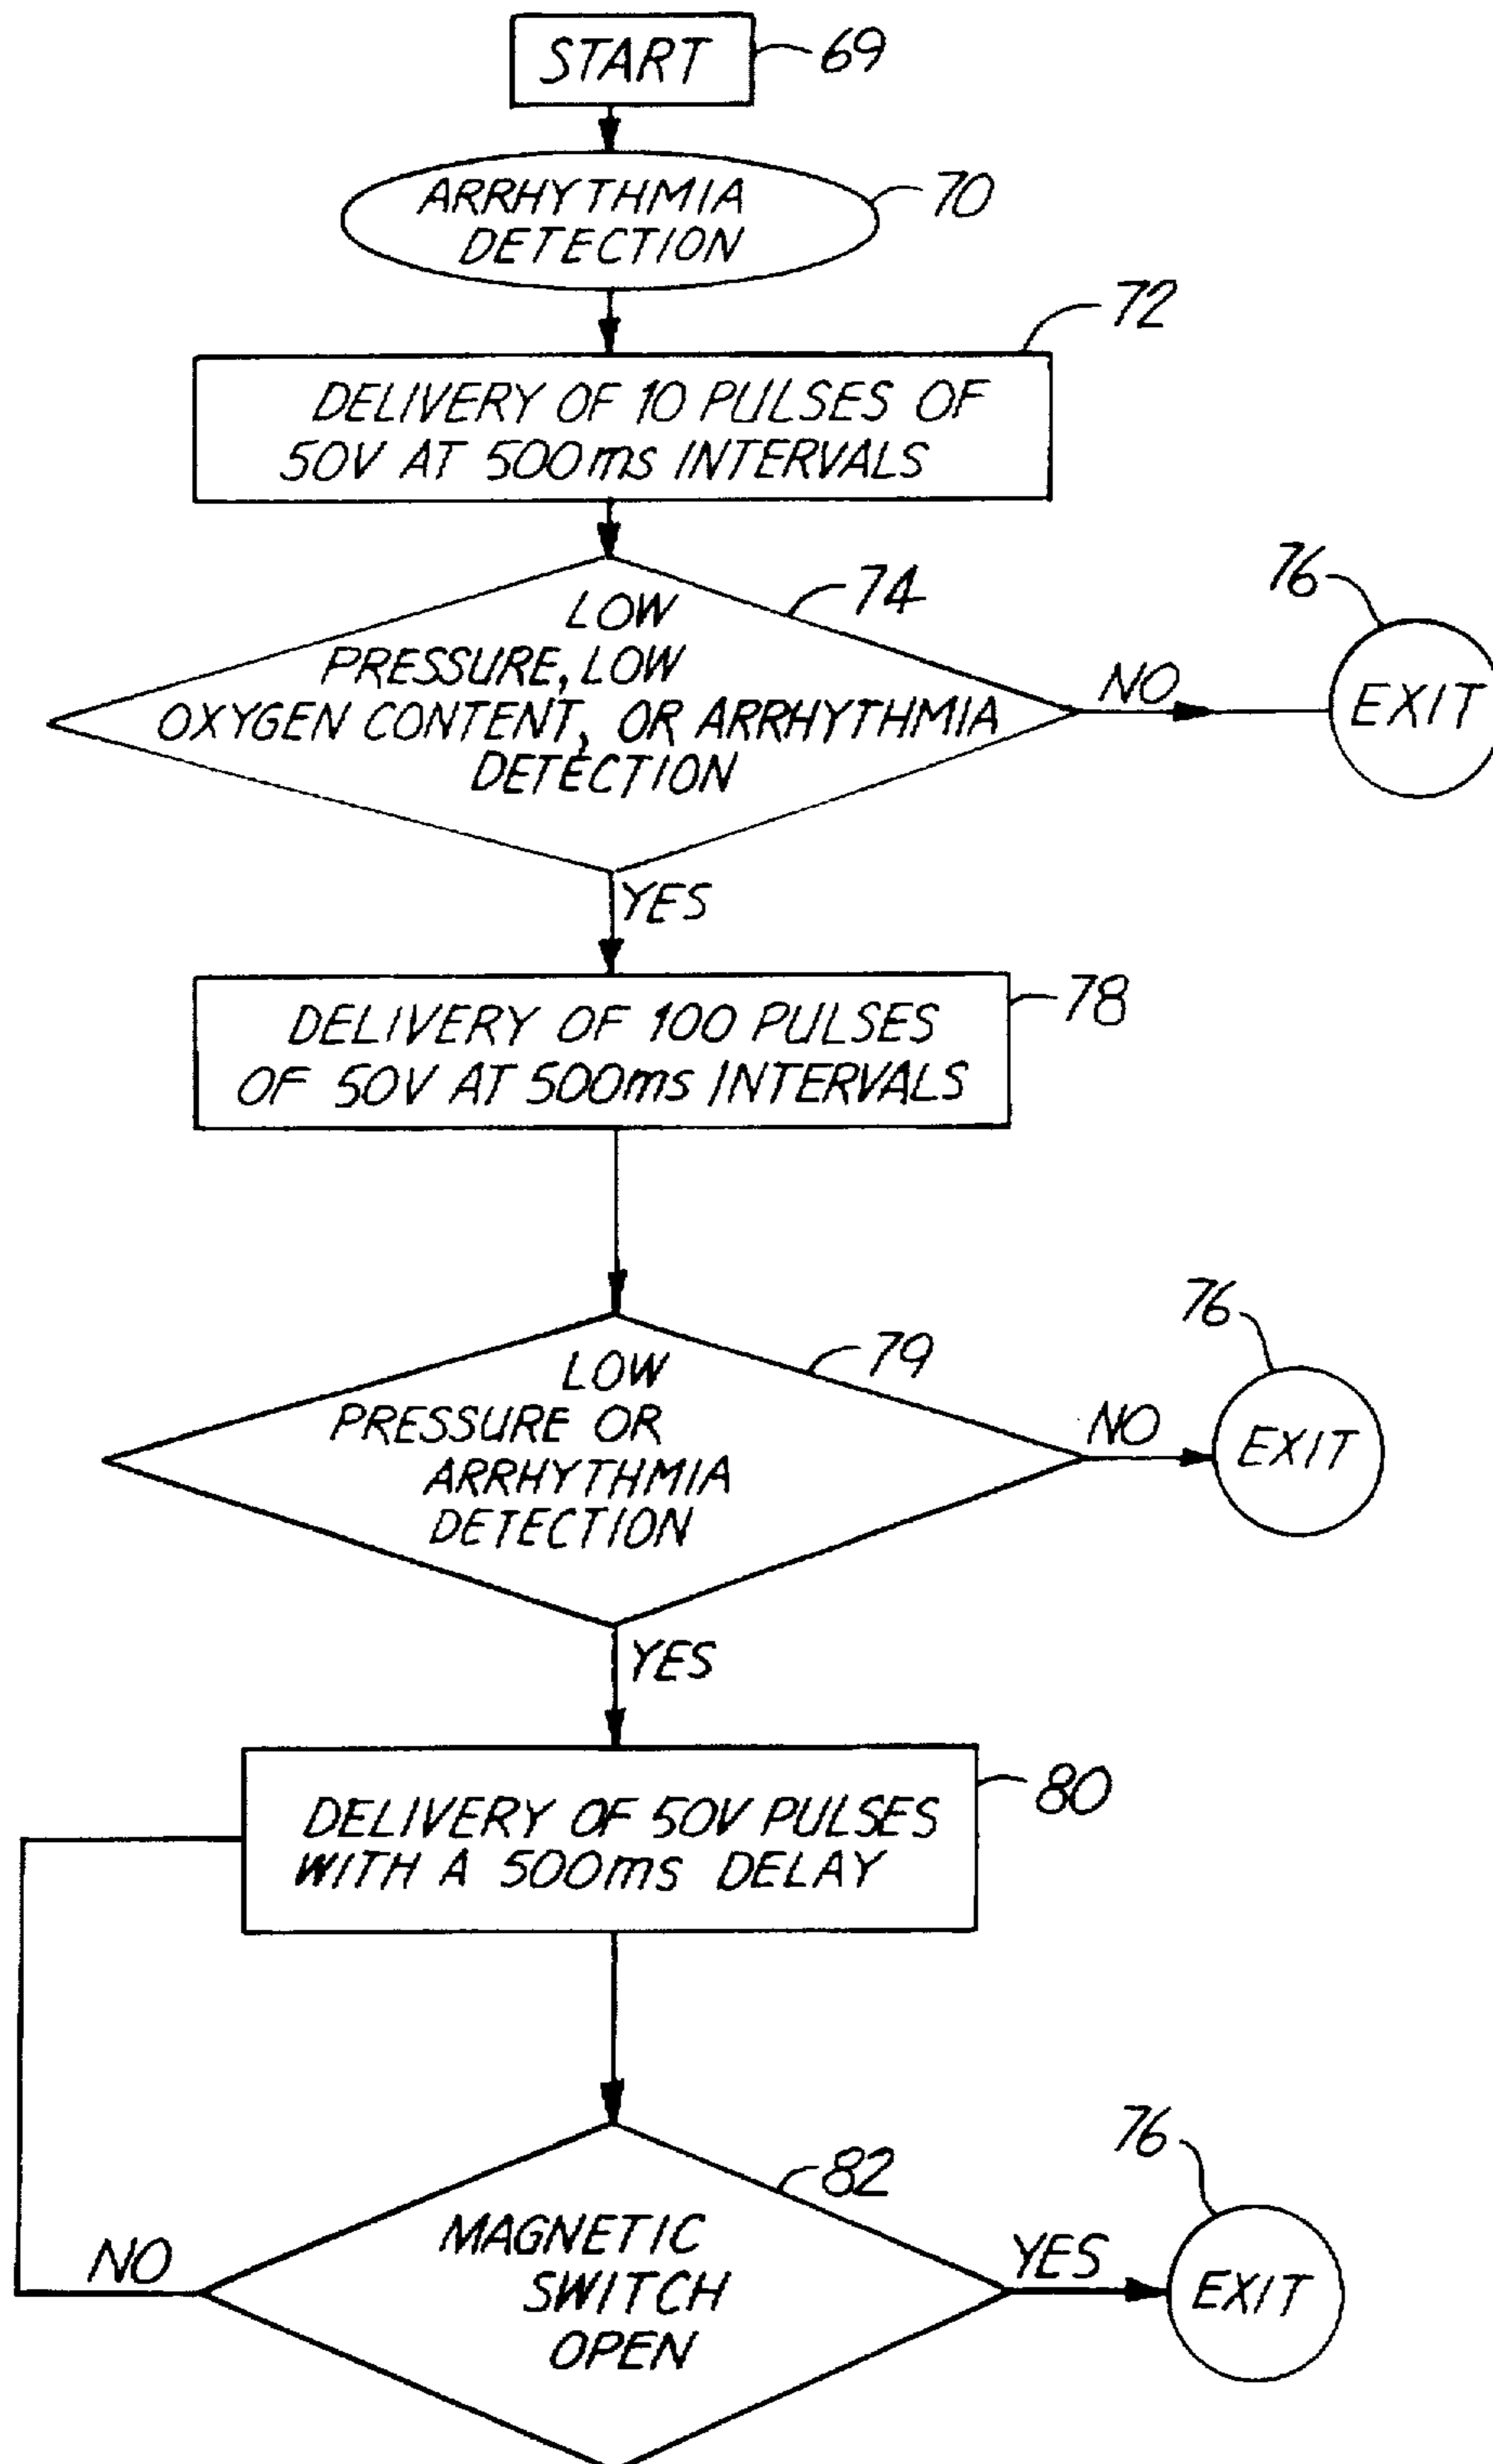 START
69
ARRHYTHMIA
DETECTION
70
72
DELIVERY OF 10 PULSES OF
50V AT 500ms INTERVALS
74
LOW
PRESSURE, LOW
OXYGEN CONTENT, OR ARRHYTHMIA
DETECTION
NO
76
EXIT
YES
78
DELIVERY OF 100 PULSES
OF 50V AT 500ms INTERVALS
79
LOW
PRESSURE OR
ARRHYTHMIA
DETECTION
NO
76
EXIT
YES
80
DELIVERY OF 50V PULSES
WITH A 500ms DELAY
82
MAGNETIC
SWITCH
OPEN
NO
YES
76
EXIT